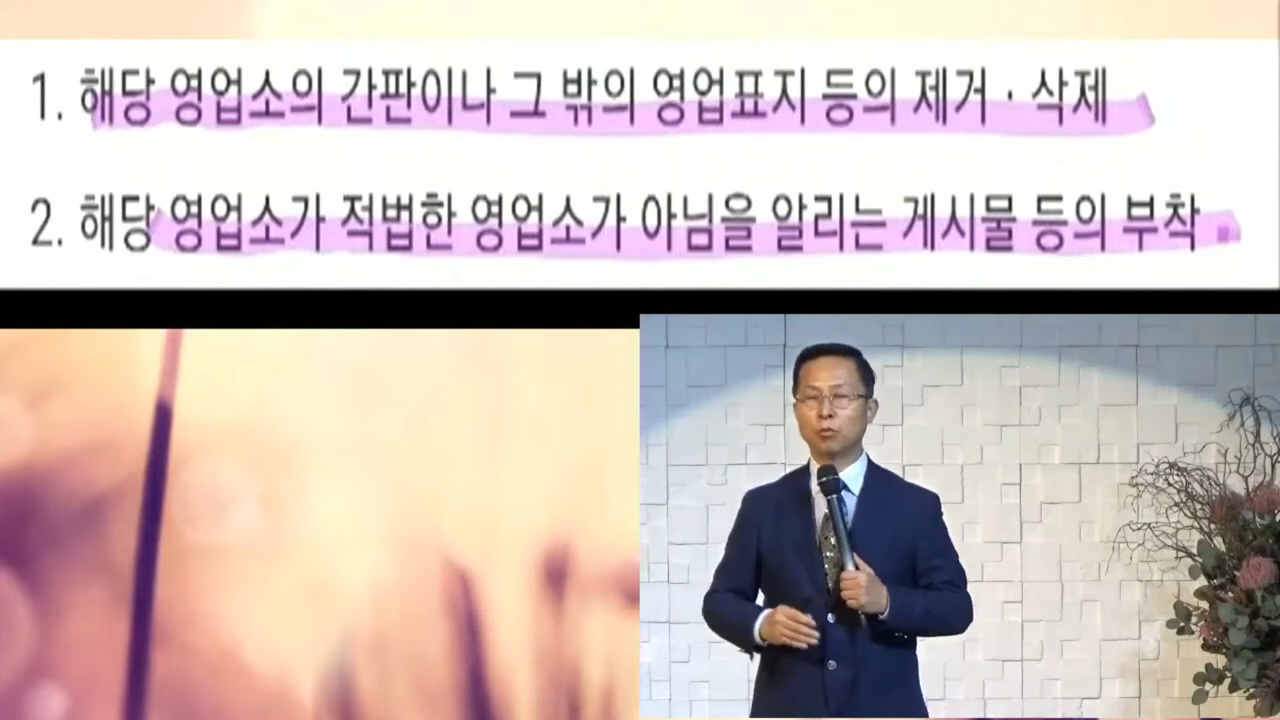 1. 해당 영업소의 간판이나 그 밖의 영업표지 등의 제거 · 삭제
2. 해당 영업소가 적법한 영업소가 아님을 알리는 게시물 등의 부착